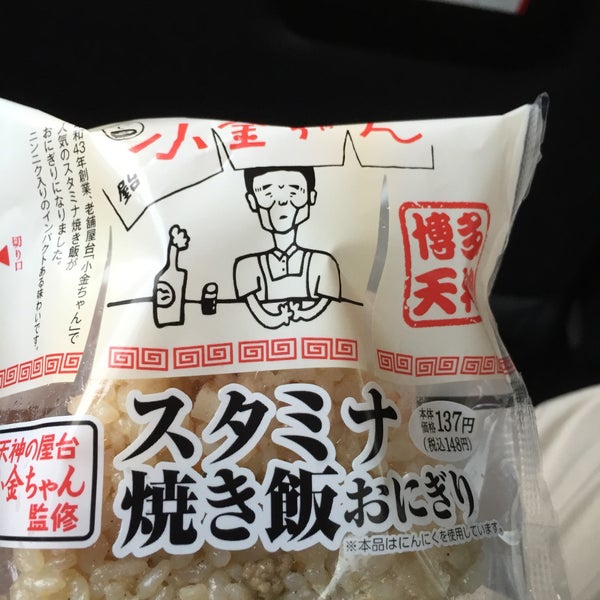 小金ちゃん
屋台
和43年創業、老舗屋台「小金ちゃん」で
人気のスタミナ焼き飯が
おにぎりになりました。
ニンニク入りのインパクトある味わいです。
切り口
博多
天神
スタミナ
焼き飯おにぎり
本体
価格137円
(税込148円)
天神の屋台
小金ちゃん
監修
※本品はにんにくを使用しています。